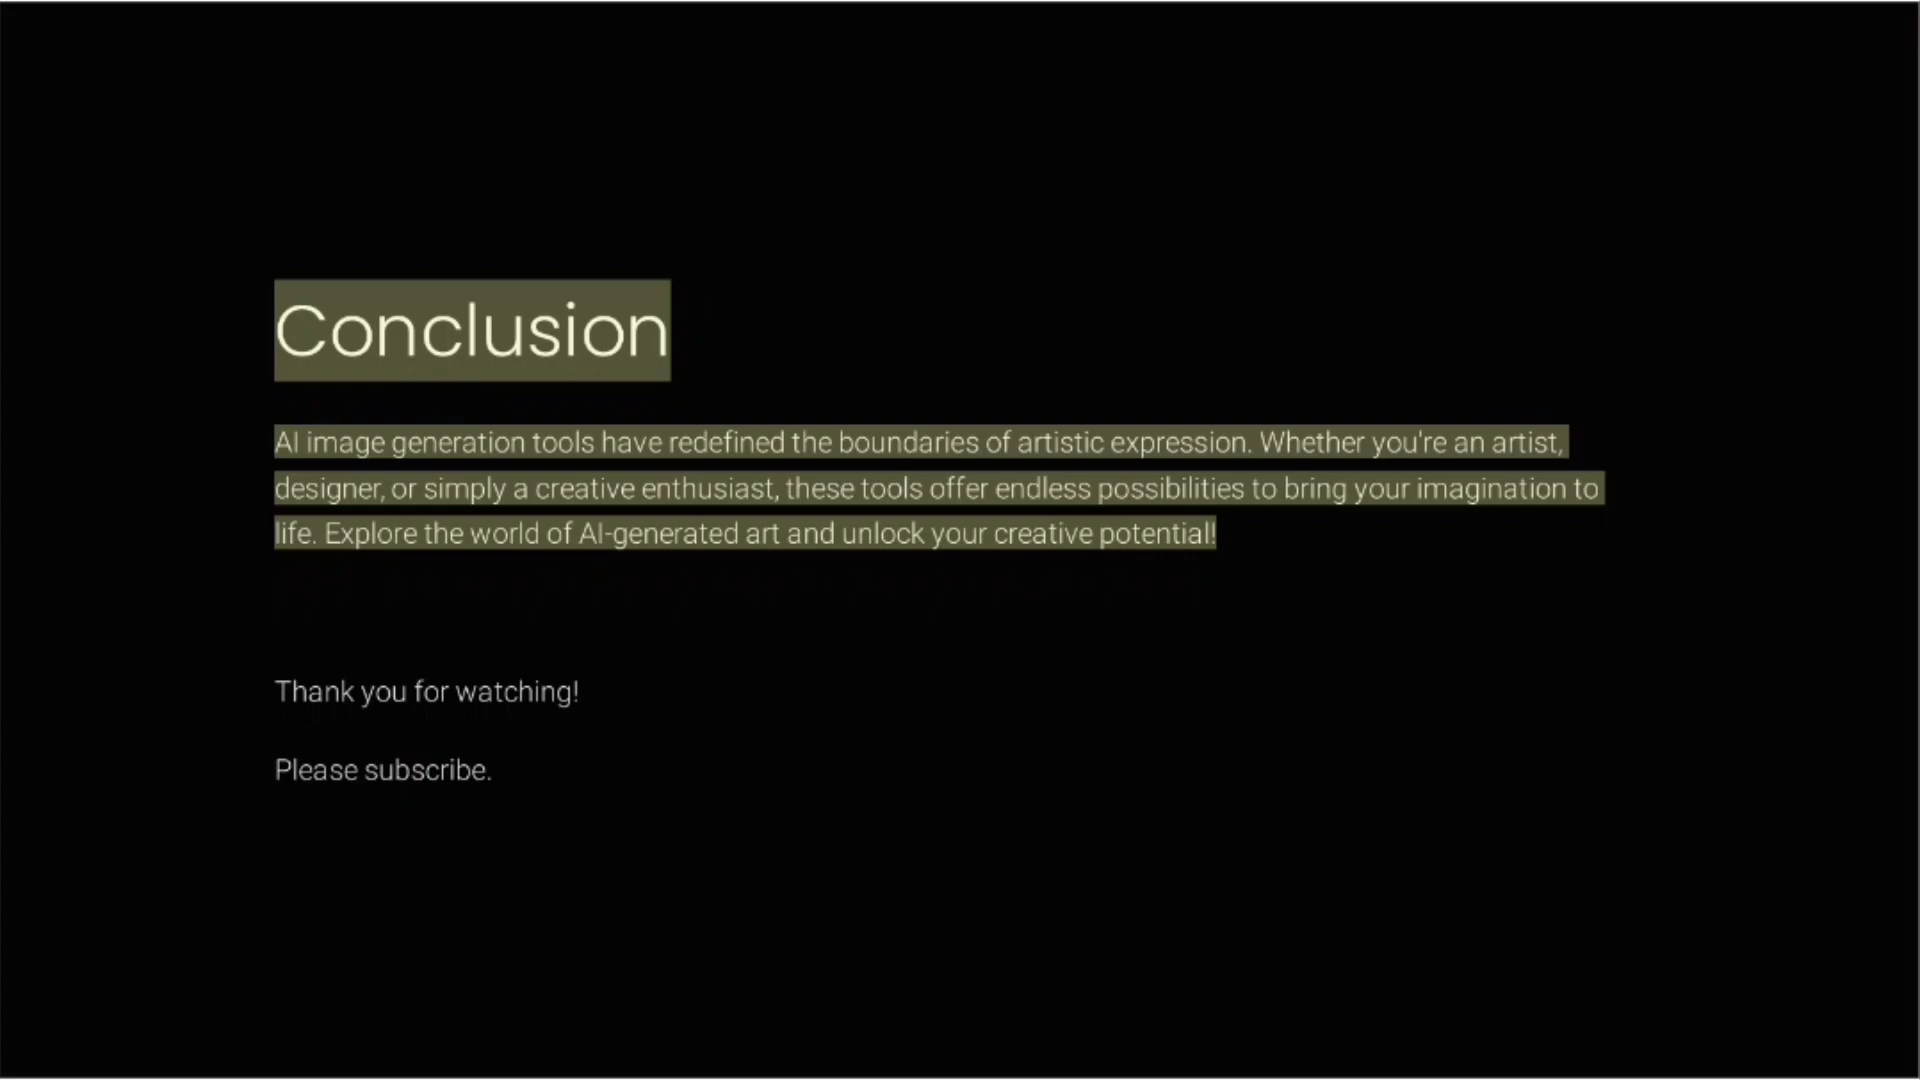 Conclusion
AI image generation tools have redefined the boundaries of artistic expression. Whether you're an artist,
designer, or simply a creative enthusiast, these tools offer endless possibilities to bring your imagination to
life. Explore the world of AI-generated art and unlock your creative potential!
Thank you for watching!
Please subscribe.